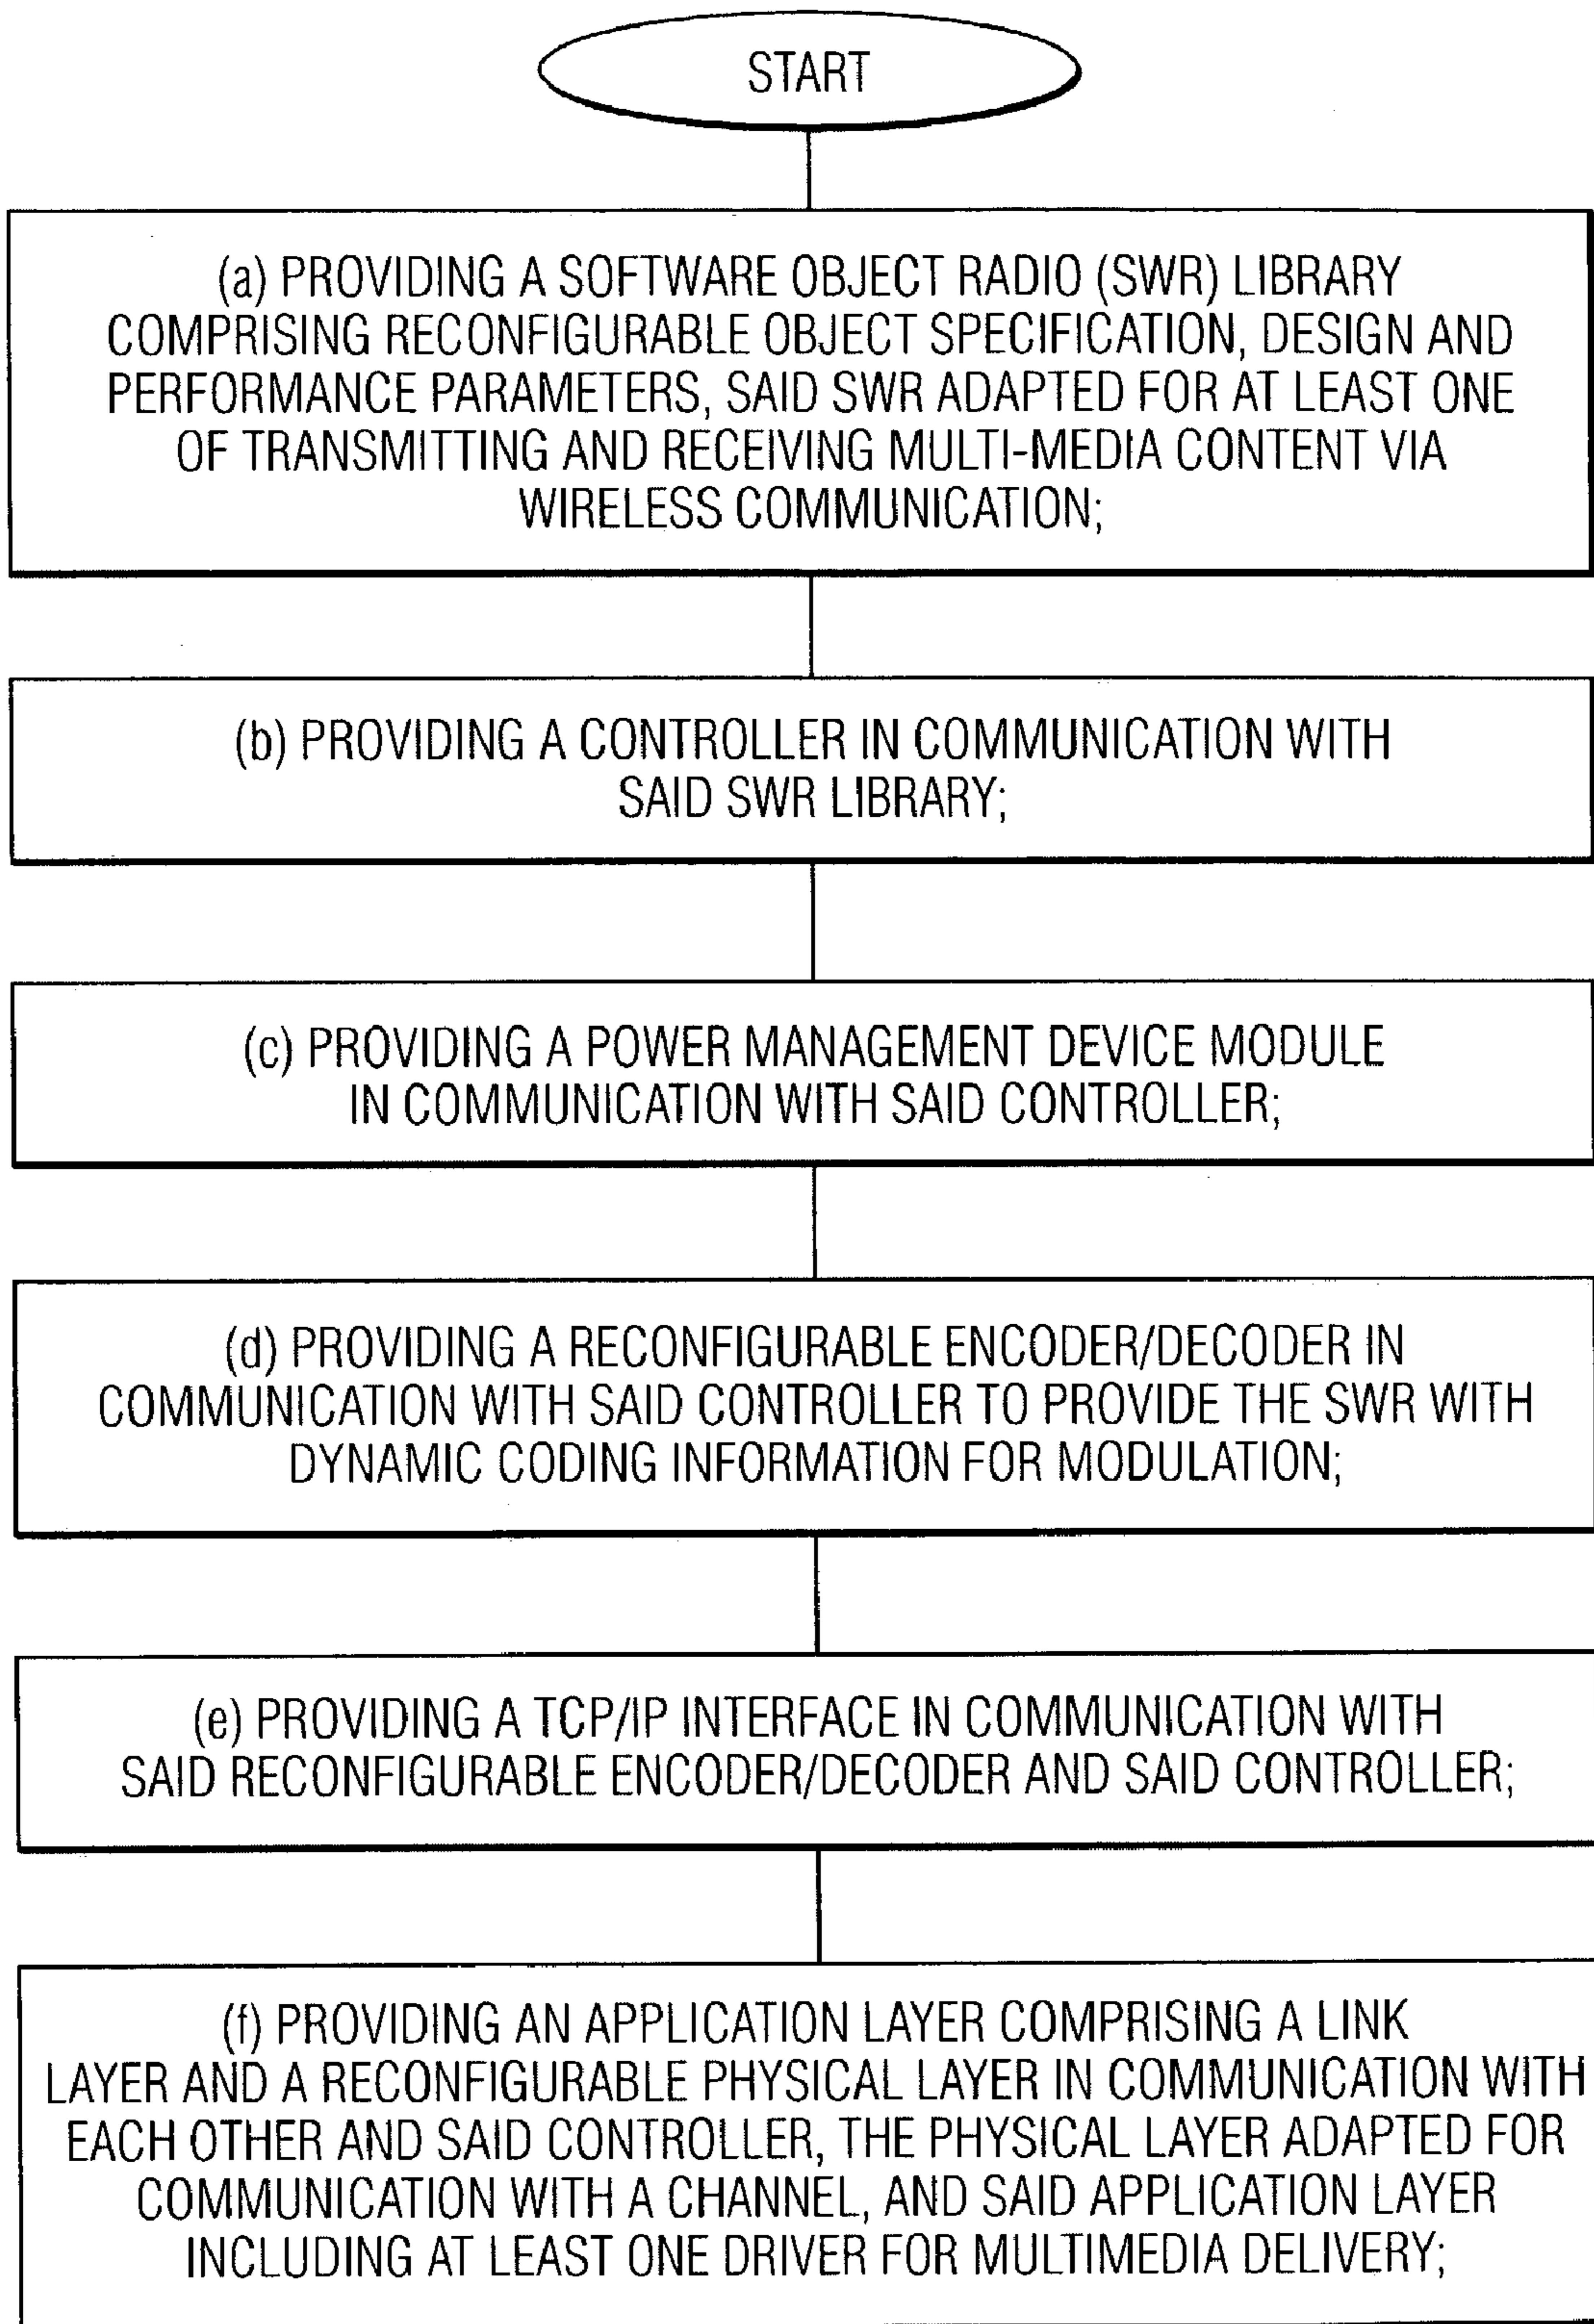 START
(a) PROVIDING A SOFTWARE OBJECT RADIO (SWR) LIBRARY
COMPRISING RECONFIGURABLE OBJECT SPECIFICATION, DESIGN AND
PERFORMANCE PARAMETERS, SAID SWR ADAPTED FOR AT LEAST ONE
OF TRANSMITTING AND RECEIVING MULTI-MEDIA CONTENT VIA
WIRELESS COMMUNICATION;
(b) PROVIDING A CONTROLLER IN COMMUNICATION WITH
SAID SWR LIBRARY;
(c) PROVIDING A POWER MANAGEMENT DEVICE MODULE
IN COMMUNICATION WITH SAID CONTROLLER;
(d) PROVIDING A RECONFIGURABLE ENCODER/DECODER IN
COMMUNICATION WITH SAID CONTROLLER TO PROVIDE THE SWR WITH
DYNAMIC CODING INFORMATION FOR MODULATION;
(e) PROVIDING A TCP/IP INTERFACE IN COMMUNICATION WITH
SAID RECONFIGURABLE ENCODER/DECODER AND SAID CONTROLLER;
(f) PROVIDING AN APPLICATION LAYER COMPRISING A LINK
LAYER AND A RECONFIGURABLE PHYSICAL LAYER IN COMMUNICATION WITH
EACH OTHER AND SAID CONTROLLER, THE PHYSICAL LAYER ADAPTED FOR
COMMUNICATION WITH A CHANNEL, AND SAID APPLICATION LAYER
INCLUDING AT LEAST ONE DRIVER FOR MULTIMEDIA DELIVERY;